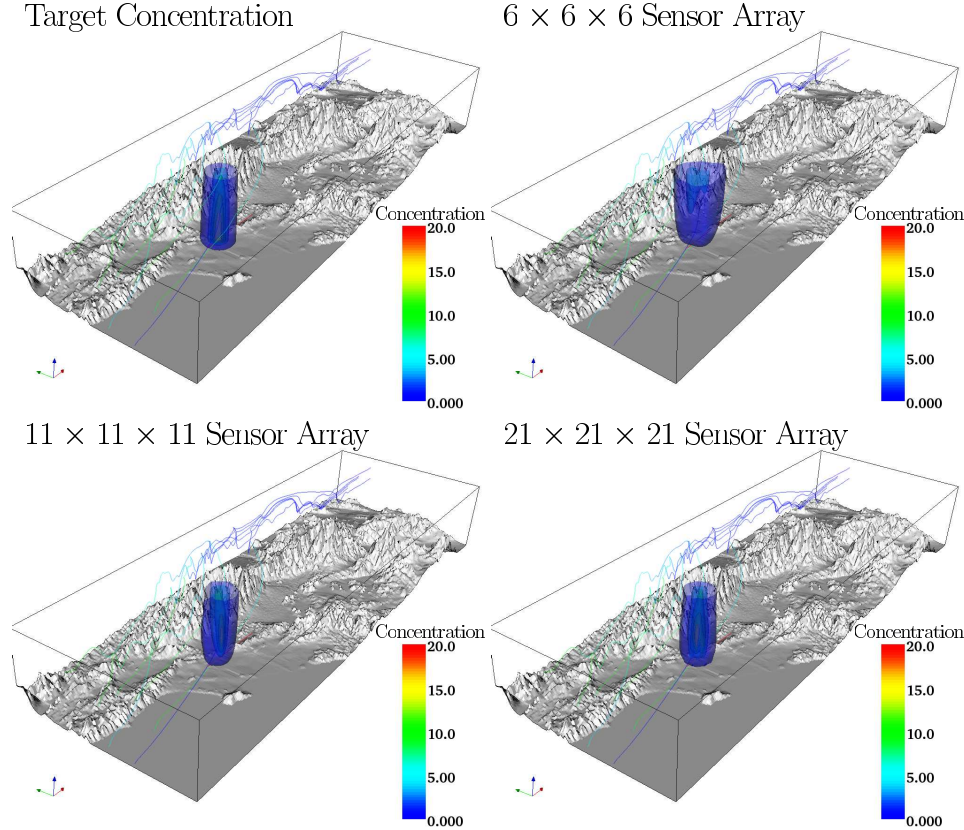 Target Concentration
Concentration
20.0
15.0
10.0
5.00
0.000
6 × 6 × 6 Sensor Array
Concentration
20.0
15.0
10.0
5.00
0.000
11 × 11 × 11 Sensor Array
Concentration
20.0
15.0
10.0
5.00
0.000
21 × 21 × 21 Sensor Array
Concentration
20.0
15.0
10.0
5.00
0.000